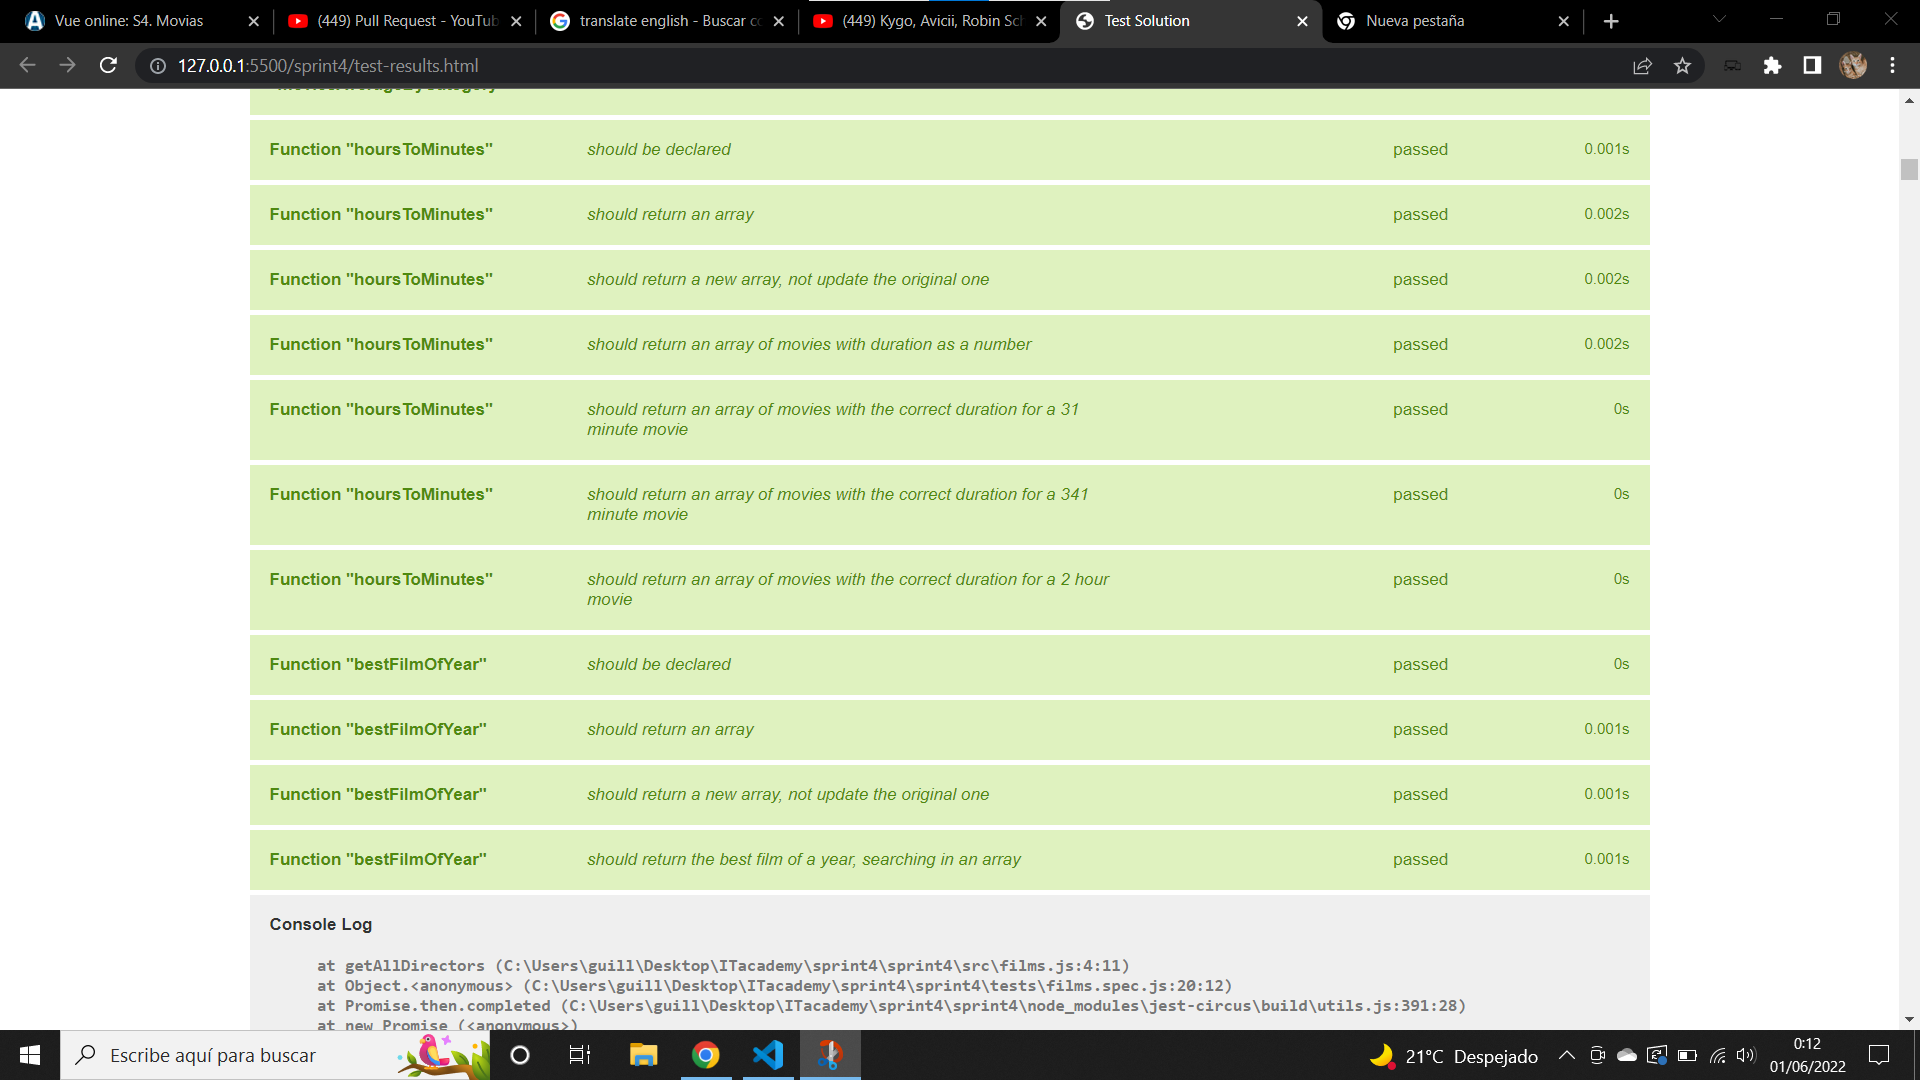 Vue online: S4. Movias
(449) Pull Request - YouTub
translate english - Buscar co
(449) Kygo, Avicii, Robin Sch
Test Solution
Nueva pestaña
127.0.0.1:5500/sprint4/test-results.html
Function "hoursToMinutes" should be declared passed 0.001s
Function "hoursToMinutes" should return an array passed 0.002s
Function "hoursToMinutes" should return a new array, not update the original one passed 0.002s
Function "hoursToMinutes" should return an array of movies with duration as a number passed 0.002s
Function "hoursToMinutes" should return an array of movies with the correct duration for a 31 passed 0s
minute movie
Function "hoursToMinutes" should return an array of movies with the correct duration for a 341 passed 0s
minute movie
Function "hoursToMinutes" should return an array of movies with the correct duration for a 2 hour passed 0s
movie
Function "bestFilmOfYear" should be declared passed 0s
Function "bestFilmOfYear" should return an array passed 0.001s
Function "bestFilmOfYear" should return a new array, not update the original one passed 0.001s
Function "bestFilmOfYear" should return the best film of a year, searching in an array passed 0.001s
Console Log
at getAllDirectors (C:\Users\guill\Desktop\ITacademy\sprint4\sprint4\src\films.js:4:11)
at Object.<anonymous> (C:\Users\guill\Desktop\ITacademy\sprint4\sprint4\tests\films.spec.js:20:12)
at Promise.then.completed (C:\Users\guill\Desktop\ITacademy\sprint4\sprint4\node_modules\jest-circus\build\utils.js:391:28)
at new Promise (<anonymous>)
Escribe aquí para buscar
21°C Despejado
0:12
01/06/2022